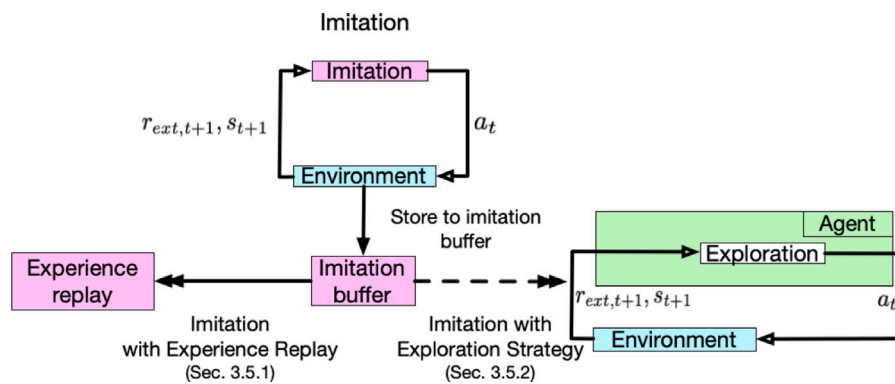 Imitation
Imitation
r_{ext,t+1}, s_{t+1}
a_t
Environment
Store to imitation
buffer
Agent
Exploration
Experience
replay
Imitation
buffer
r_{ext,t+1}, s_{t+1}
a_t
Imitation
with Experience Replay
(Sec. 3.5.1)
Imitation with
Exploration Strategy
(Sec. 3.5.2)
Environment